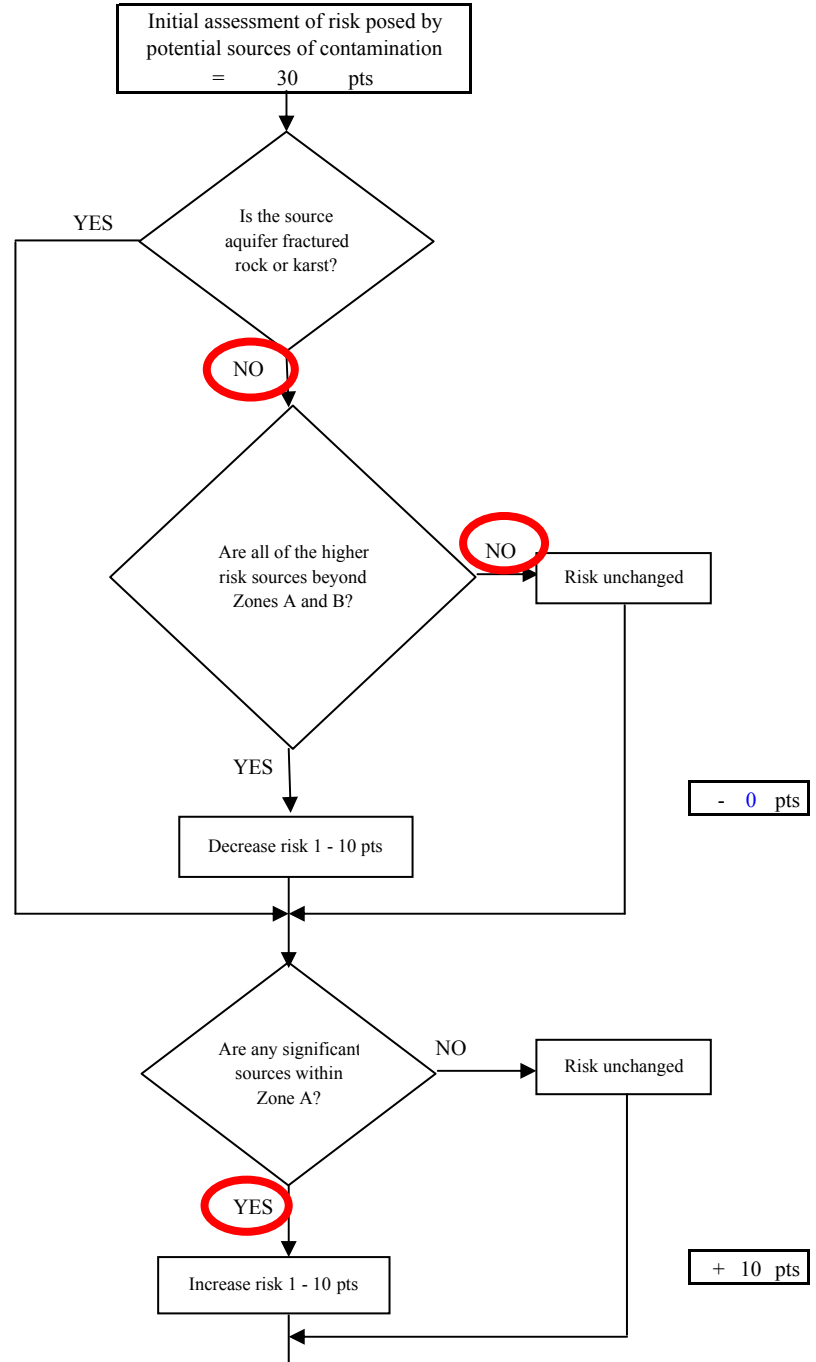 Initial assessment of risk posed by
potential sources of contamination
= 30 pts
YES
Is the source
aquifer fractured
rock or karst?
NO
Are all of the higher
risk sources beyond
Zones A and B?
NO
Risk unchanged
YES
- 0 pts
Decrease risk 1 - 10 pts
Are any significant
sources within
Zone A?
NO
Risk unchanged
YES
+ 10 pts
Increase risk 1 - 10 pts